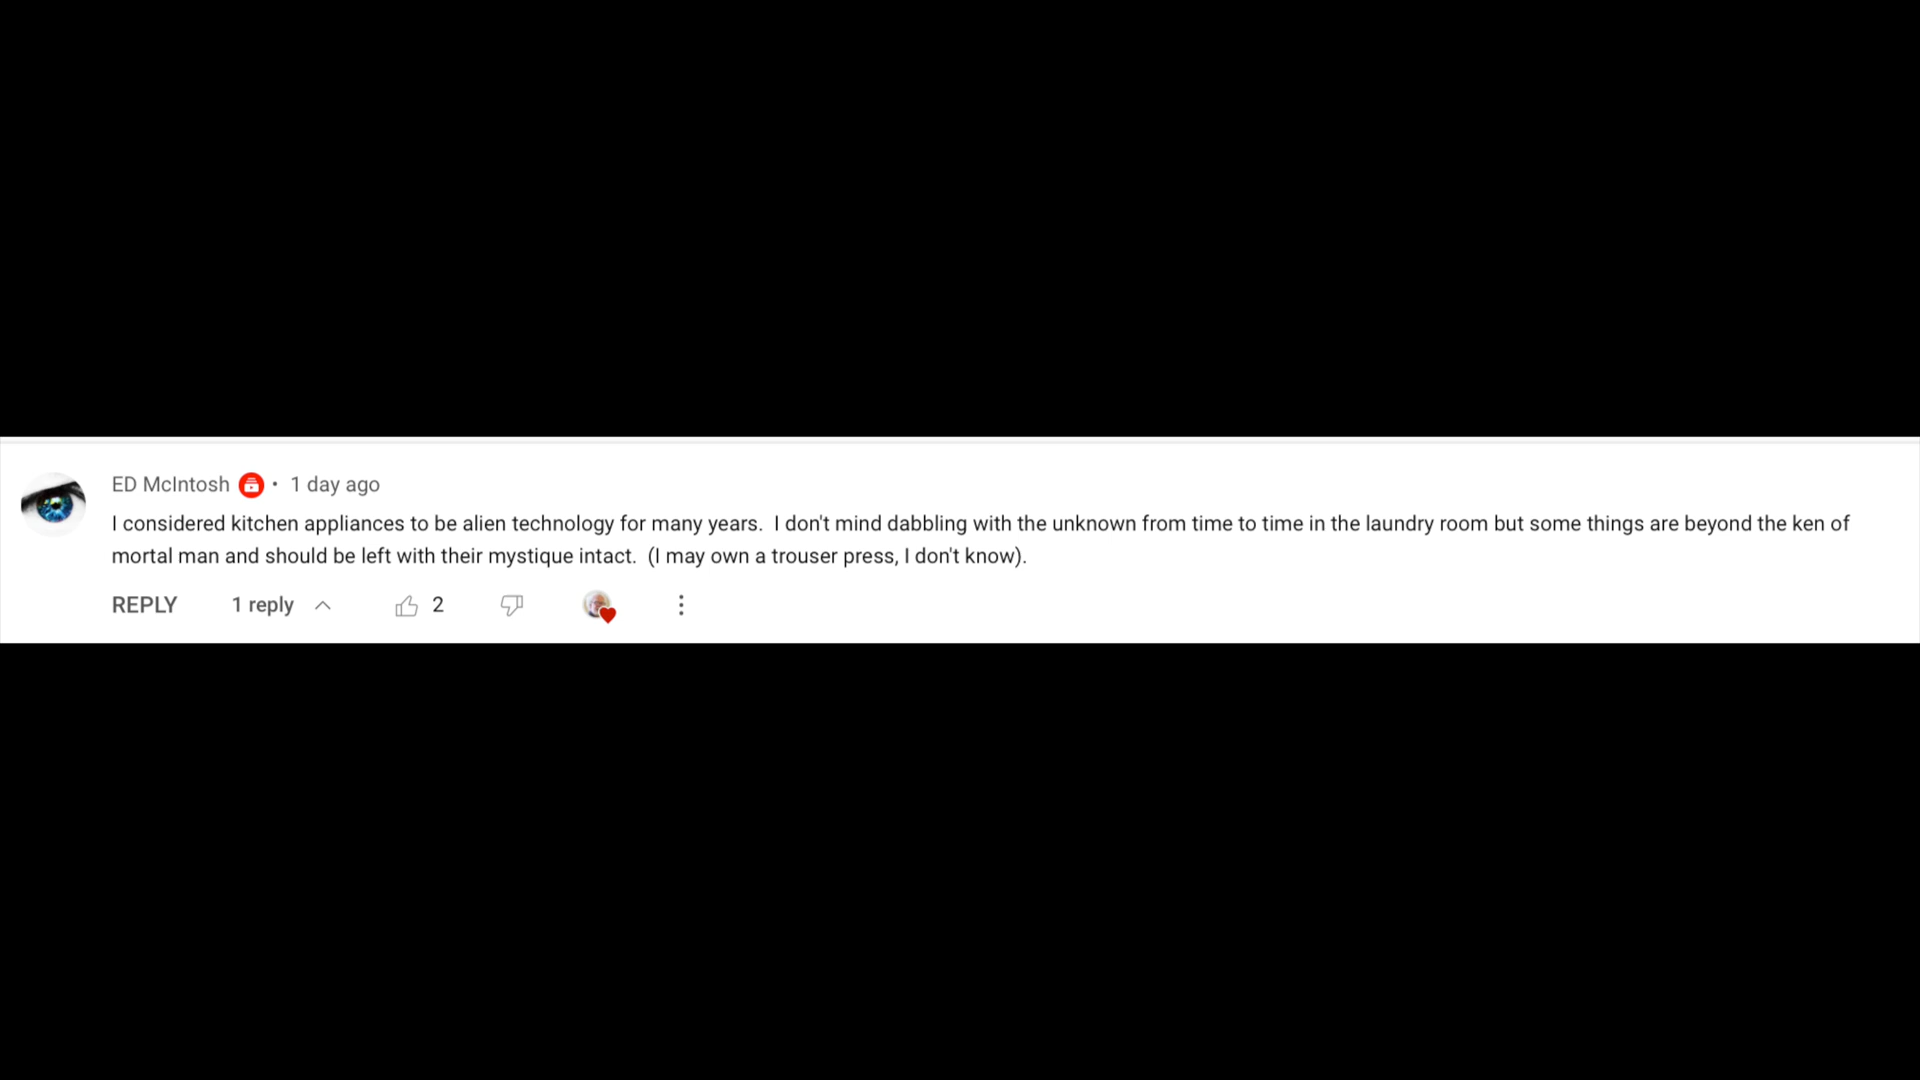 ED McIntosh • 1 day ago
I considered kitchen appliances to be alien technology for many years.  I don't mind dabbling with the unknown from time to time in the laundry room but some things are beyond the ken of
mortal man and should be left with their mystique intact.  (I may own a trouser press, I don't know).
REPLY 1 reply 2